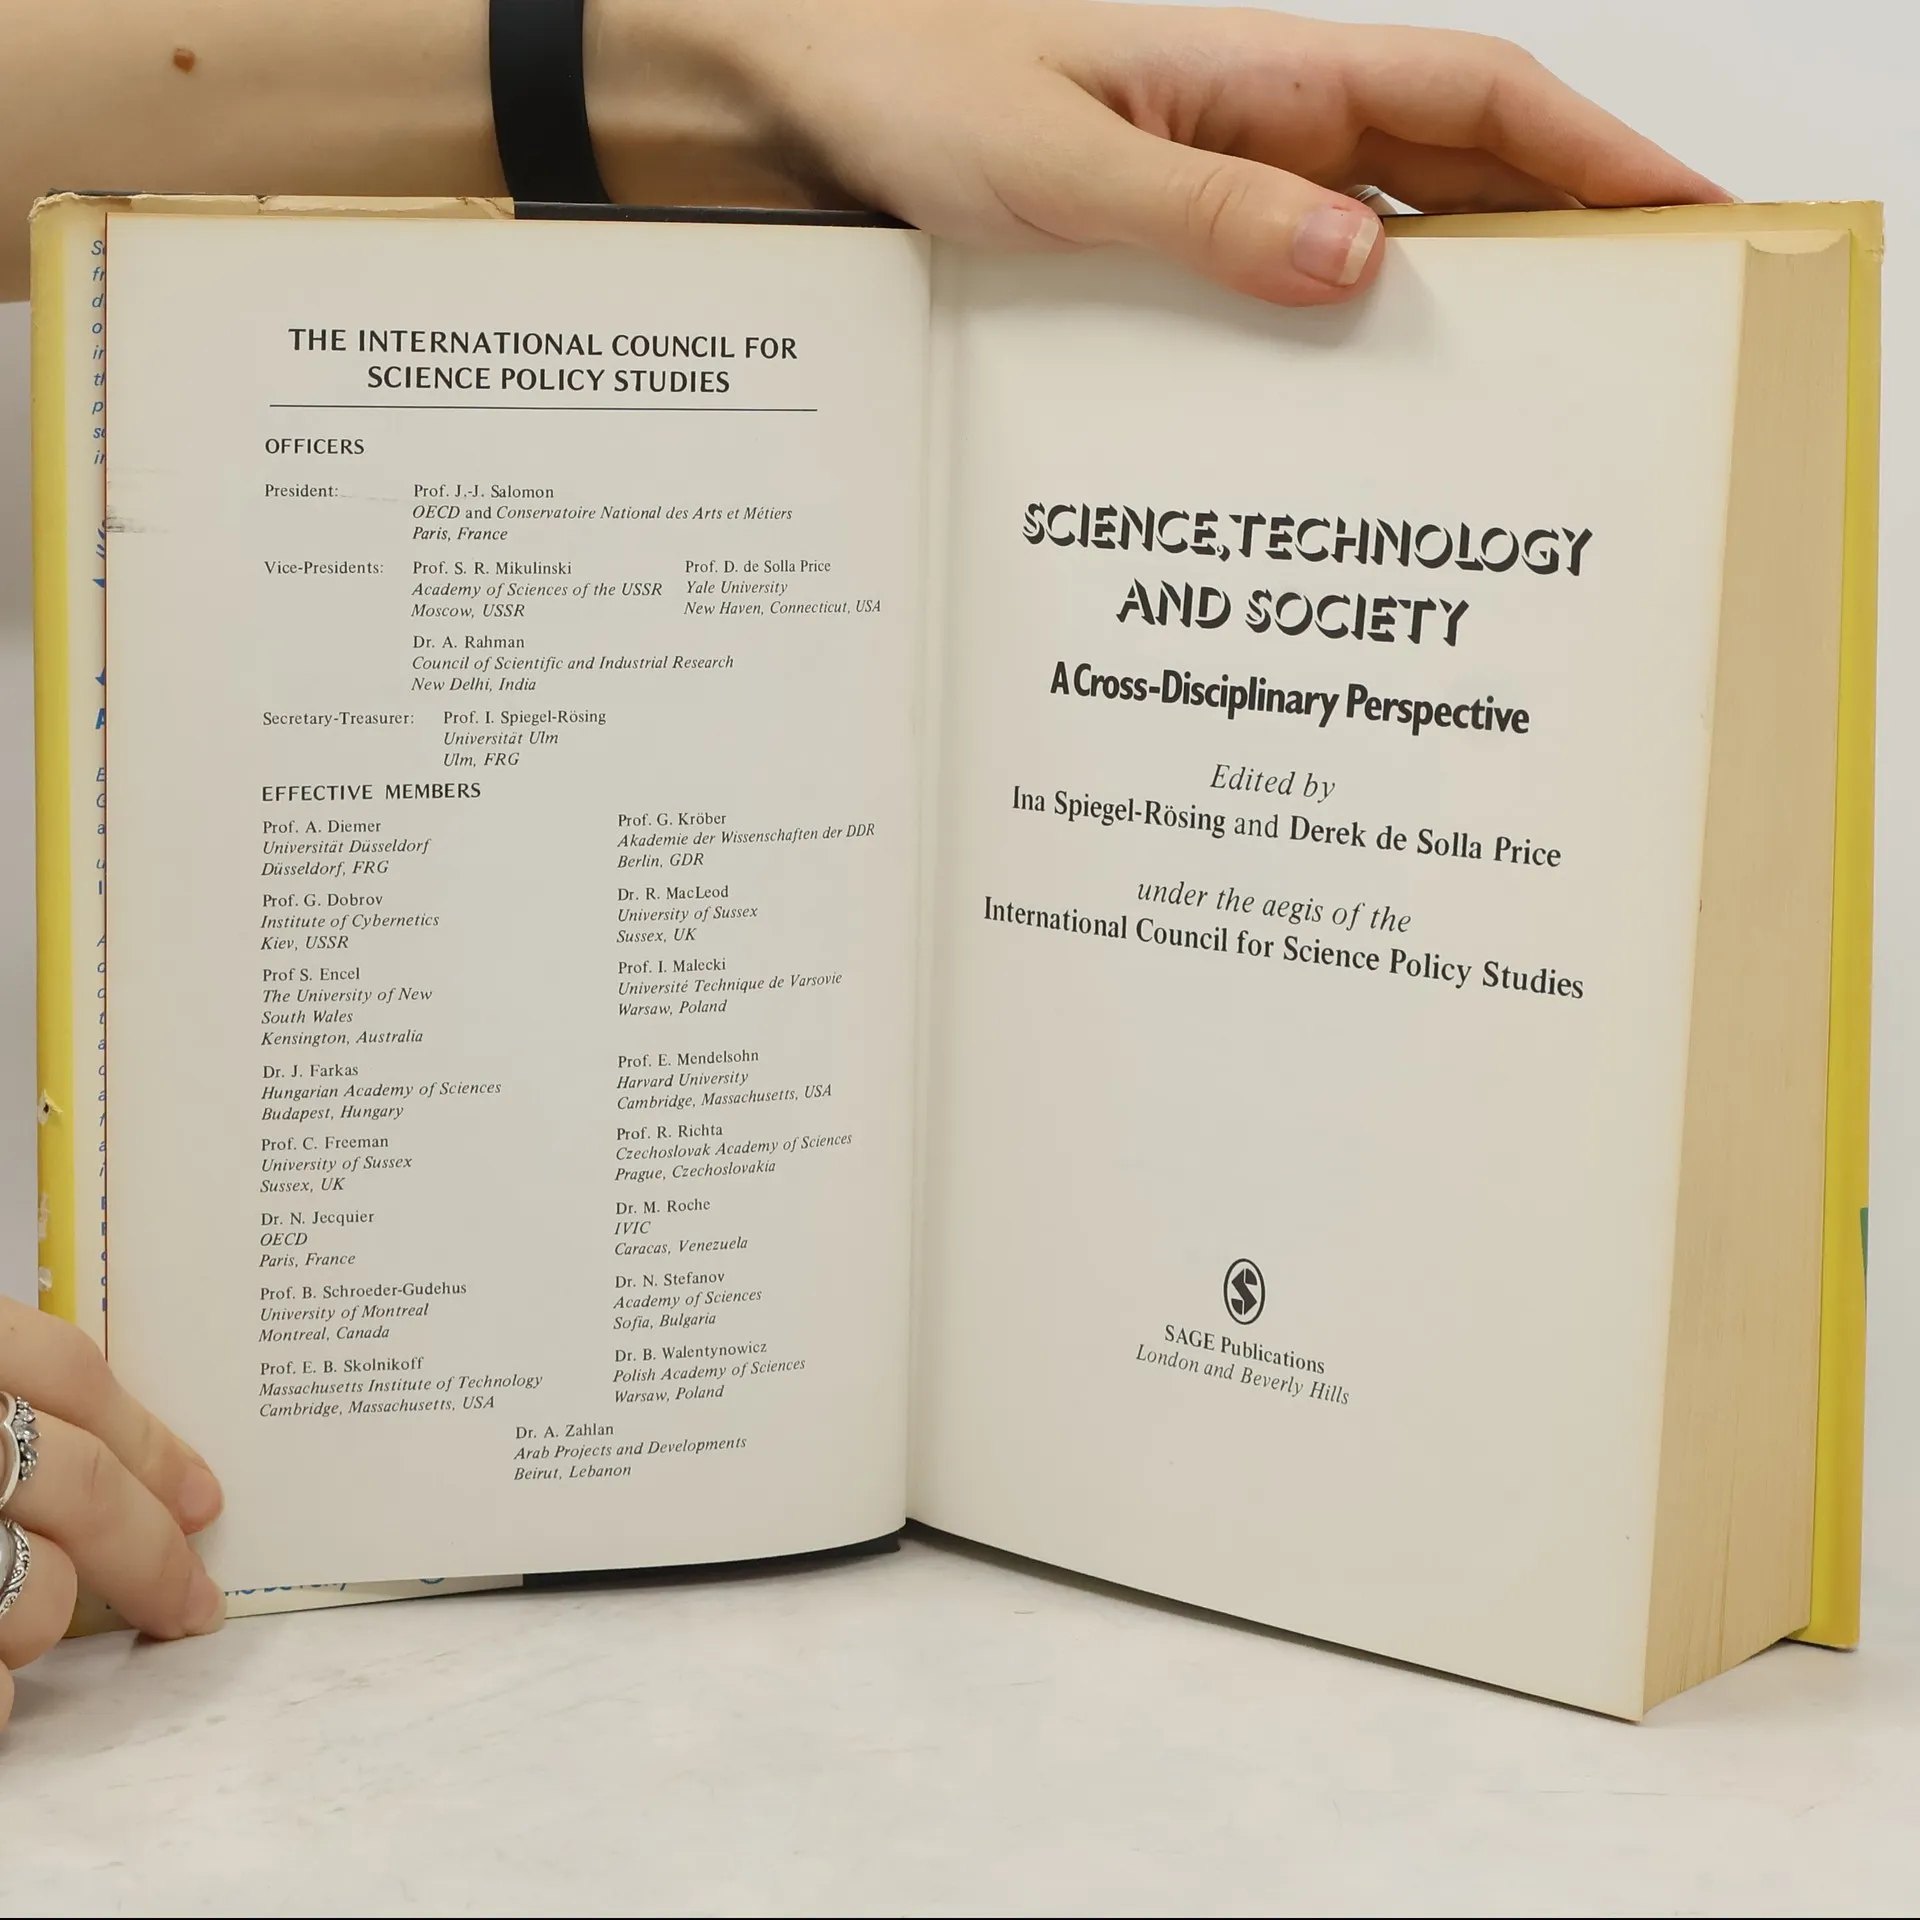 THE INTERNATIONAL COUNCIL FOR
SCIENCE POLICY STUDIES
OFFICERS
President:
Prof. J.-J. Salomon
OECD and Conservatoire National des Arts et Métiers
Paris, France
Vice-Presidents:
Prof. S. R. Mikulinski
Academy of Sciences of the USSR
Moscow, USSR
Prof. D. de Solla Price
Yale University
New Haven, Connecticut, USA
Dr. A. Rahman
Council of Scientific and Industrial Research
New Delhi, India
Secretary-Treasurer:
Prof. I. Spiegel-Rösing
Universität Ulm
Ulm, FRG
EFFECTIVE MEMBERS
Prof. A. Diemer
Universität Düsseldorf
Düsseldorf, FRG
Prof. G. Dobrov
Institute of Cybernetics
Kiev, USSR
Prof S. Encel
The University of New
South Wales
Kensington, Australia
Dr. J. Farkas
Hungarian Academy of Sciences
Budapest, Hungary
Prof. C. Freeman
University of Sussex
Sussex, UK
Dr. N. Jecquier
OECD
Paris, France
Prof. B. Schroeder-Gudehus
University of Montreal
Montreal, Canada
Prof. E. B. Skolnikoff
Massachusetts Institute of Technology
Cambridge, Massachusetts, USA
Prof. G. Kröber
Akademie der Wissenschaften der DDR
Berlin, GDR
Dr. R. MacLeod
University of Sussex
Sussex, UK
Prof. I. Malecki
Université Technique de Varsovie
Warsaw, Poland
Prof. E. Mendelsohn
Harvard University
Cambridge, Massachusetts, USA
Prof. R. Richta
Czechoslovak Academy of Sciences
Prague, Czechoslovakia
Dr. M. Roche
IVIC
Caracas, Venezuela
Dr. N. Stefanov
Academy of Sciences
Sofia, Bulgaria
Dr. B. Walentynowicz
Polish Academy of Sciences
Warsaw, Poland
Dr. A. Zahlan
Arab Projects and Developments
Beirut, Lebanon
SCIENCE, TECHNOLOGY
AND SOCIETY
A Cross-Disciplinary Perspective
Edited by
Ina Spiegel-Rösing and Derek de Solla Price
under the aegis of the
International Council for Science Policy Studies
SAGE Publications
London and Beverly Hills